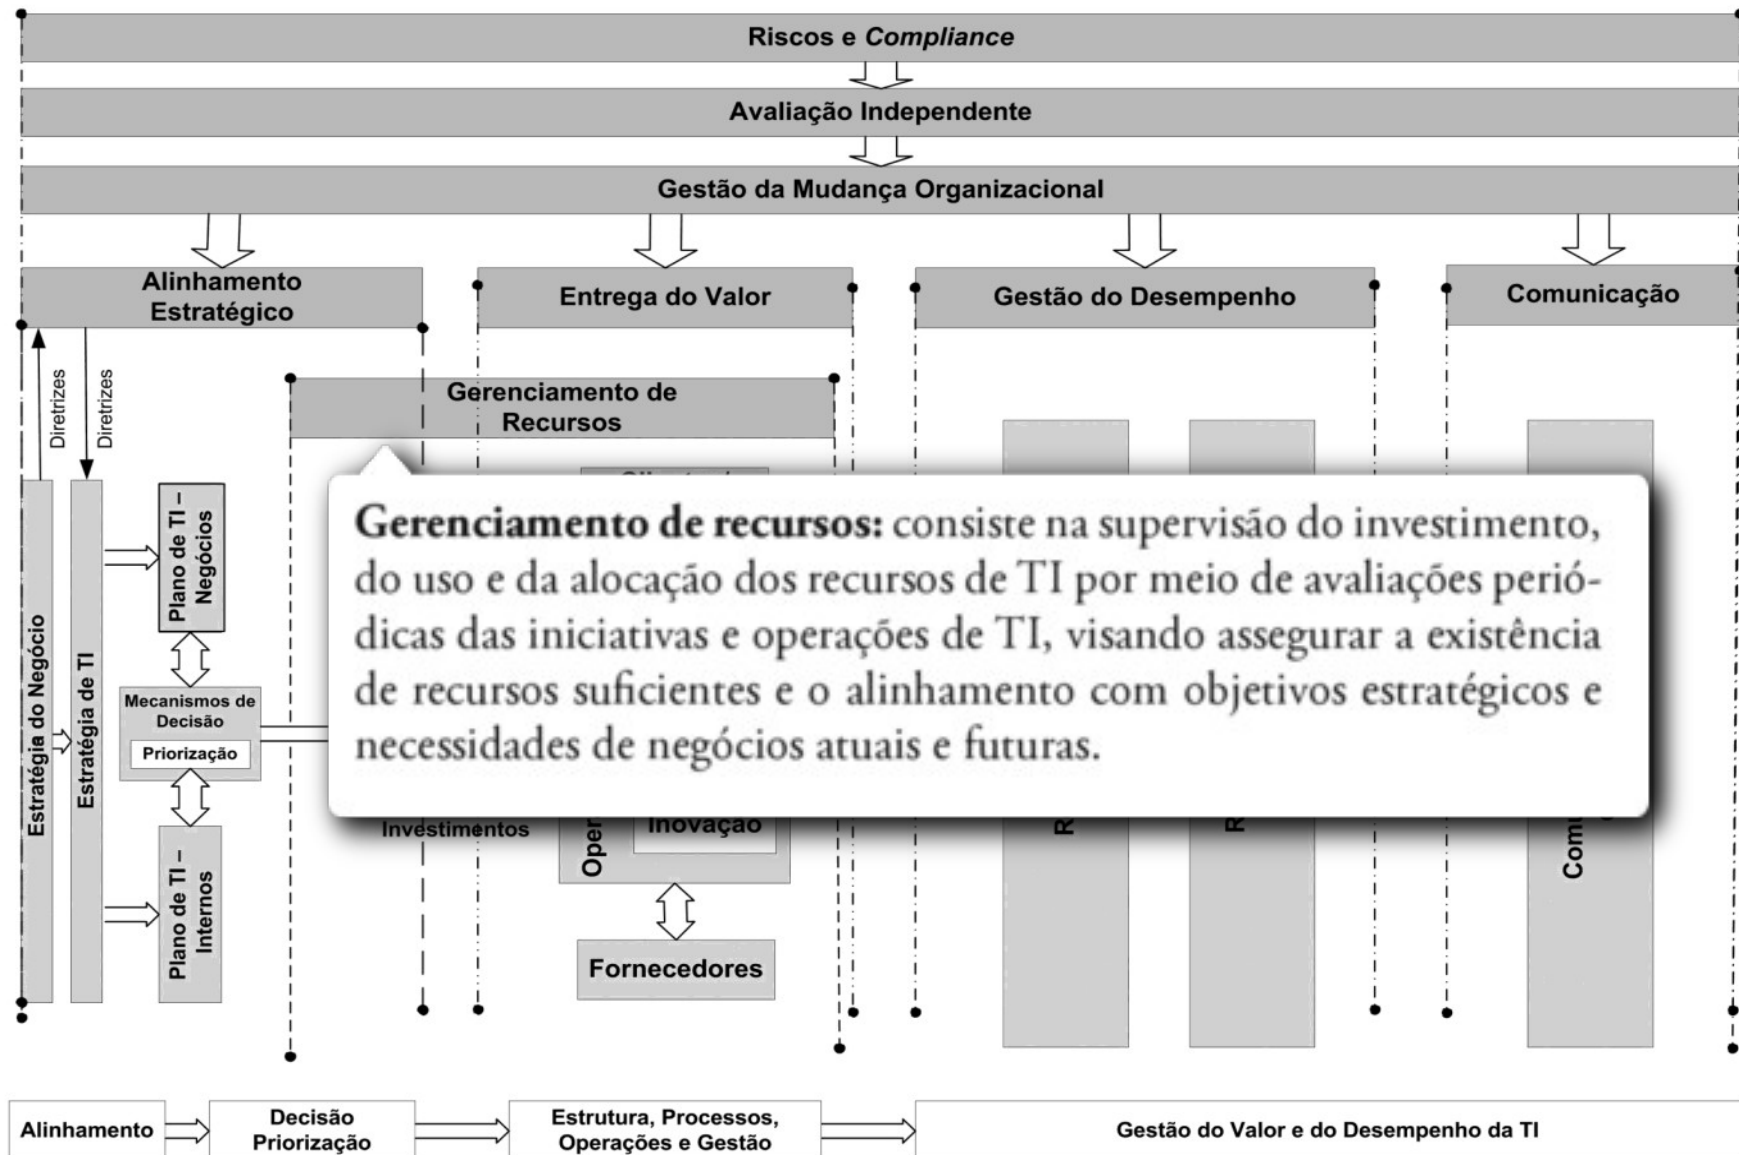 Riscos e Compliance
Avaliação Independente
Gestão da Mudança Organizacional
Alinhamento
Estratégico
Entrega do Valor
Gestão do Desempenho
Comunicação
Diretrizes
Diretrizes
Gerenciamento de
Recursos
Estratégia do Negócio
Estratégia de TI
Plano de TI –
Negócios
Mecanismos de
Decisão
Priorização
Plano de TI –
Internos
Gerenciamento de recursos: consiste na supervisão do investimento,
do uso e da alocação dos recursos de TI por meio de avaliações perió-
dicas das iniciativas e operações de TI, visando assegurar a existência
de recursos suficientes e o alinhamento com objetivos estratégicos e
necessidades de negócios atuais e futuras.
Investimentos
Oper
Inovação
R
R
Comu
Fornecedores
Alinhamento
Decisão
Priorização
Estrutura, Processos,
Operações e Gestão
Gestão do Valor e do Desempenho da TI